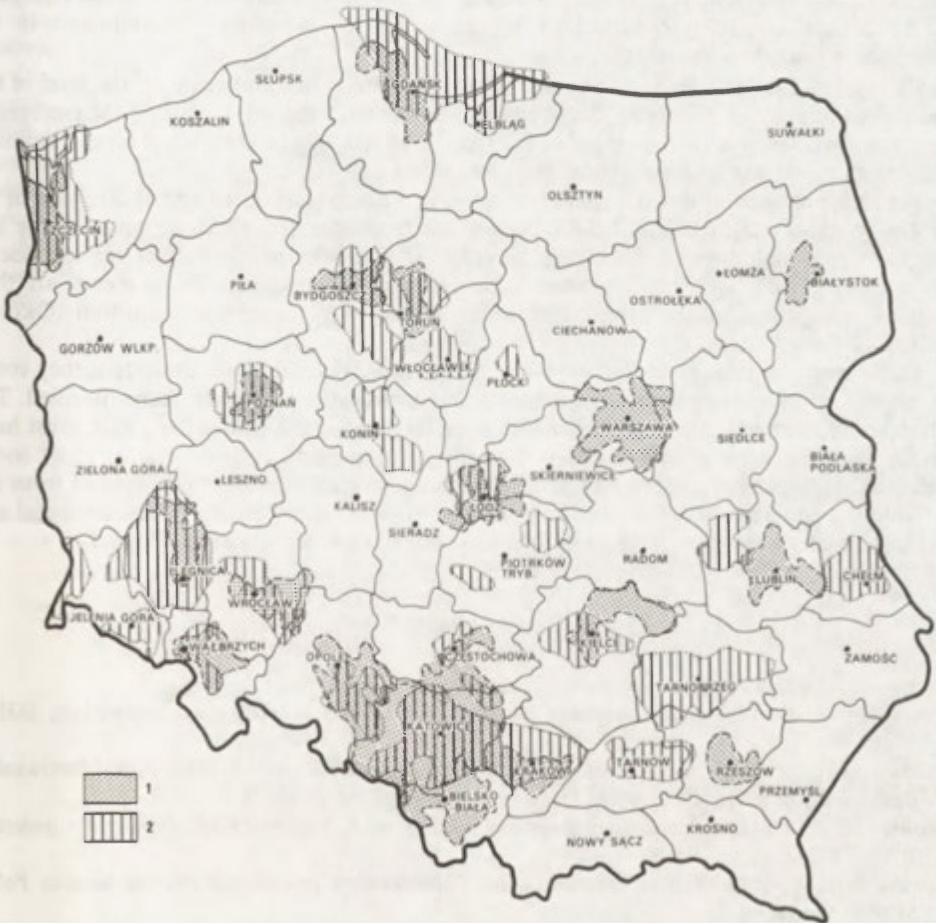 SŁUPSK
GDAŃSK
KOSZALIN
ELBLĄG
SUWAŁKI
OLSZTYN
SZCZECIN
PIŁA
BYDGOSZCZ
TORUŃ
ŁOMŻA
BIAŁYSTOK
OSTROŁĘKA
CIECHANÓW
GORZÓW WLKP.
WŁOCŁAWEK
PŁOCK
POZNAŃ
KONIN
WARSZAWA
SIEDLCE
BIAŁA
PODLASKA
ZIELONA GÓRA
LESZNO
KALISZ
SKIERNIEWICE
ŁÓDŹ
SIERADZ
PIOTRKÓW
TRYB.
RADOM
LEGNICA
LUBLIN
CHEŁM
WROCŁAW
JELENIA GÓRA
WAŁBRZYCH
KIELCE
OPOLE
CZĘSTOCHOWA
ZAMOŚĆ
TARNOBRZEG
KATOWICE
KRAKÓW
TARNÓW
RZESZÓW
PRZEMYŚL
BIELSKO
BIAŁA
KROSNO
NOWY SĄCZ
1
2